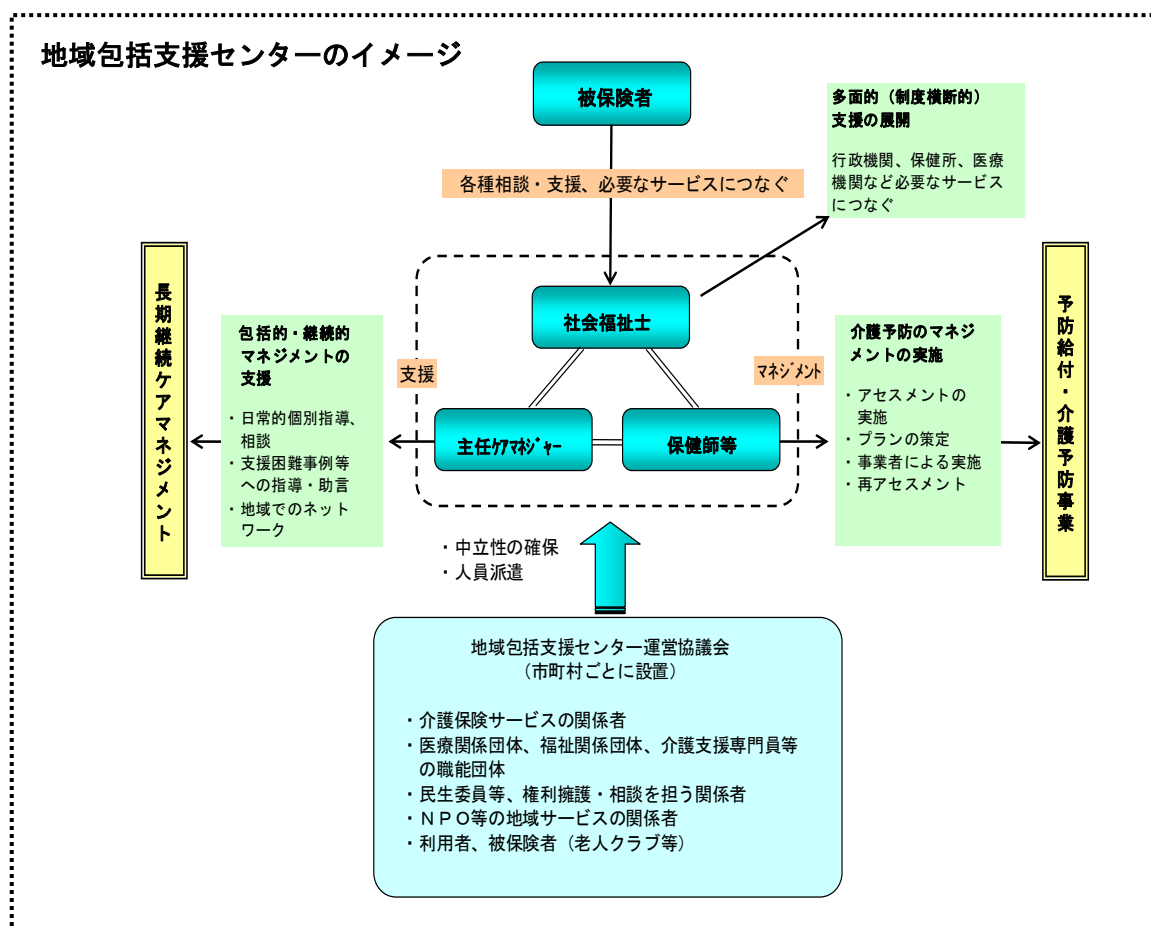 地域包括支援センターのイメージ
被保険者
多面的（制度横断的）
支援の展開
行政機関、保健所、医療
機関など必要なサービス
につなぐ
各種相談・支援、必要なサービスにつなぐ
長期継続ケアマネジメント
包括的・継続的
マネジメントの
支援
・日常的個別指導、
相談
・支援困難事例等
への指導・助言
・地域でのネット
ワーク
支援
社会福祉士
主任ｹｱﾏﾈｼﾞｬｰ
保健師等
ﾏﾈｼﾞﾒﾝﾄ
介護予防のマネジ
メントの実施
・アセスメントの
実施
・プランの策定
・事業者による実施
・再アセスメント
予防給付・介護予防事業
・中立性の確保
・人員派遣
地域包括支援センター運営協議会
（市町村ごとに設置）
・介護保険サービスの関係者
・医療関係団体、福祉関係団体、介護支援専門員等
の職能団体
・民生委員等、権利擁護・相談を担う関係者
・ＮＰＯ等の地域サービスの関係者
・利用者、被保険者（老人クラブ等）